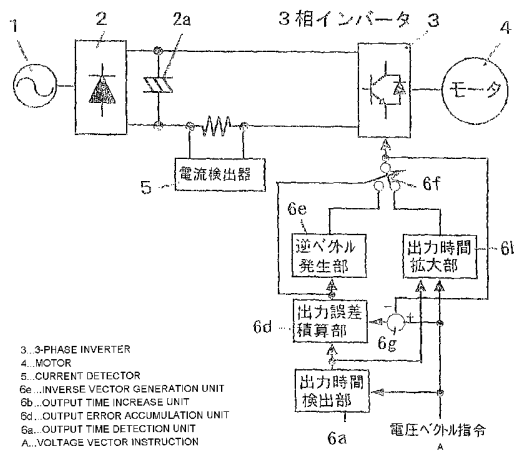 3相インバータ
1
2
2a
3
4
モータ
電流検出器
5
6f
6e
逆ベクトル
発生部
出力時間
拡大部
6b
6d
出力誤差
積算部
-
+
6g
出力時間
検出部
6a
電圧ベクトル指令
A
3...3-PHASE INVERTER
4...MOTOR
5...CURRENT DETECTOR
6e...INVERSE VECTOR GENERATION UNIT
6b...OUTPUT TIME INCREASE UNIT
6d...OUTPUT ERROR ACCUMULATION UNIT
6a...OUTPUT TIME DETECTION UNIT
A...VOLTAGE VECTOR INSTRUCTION